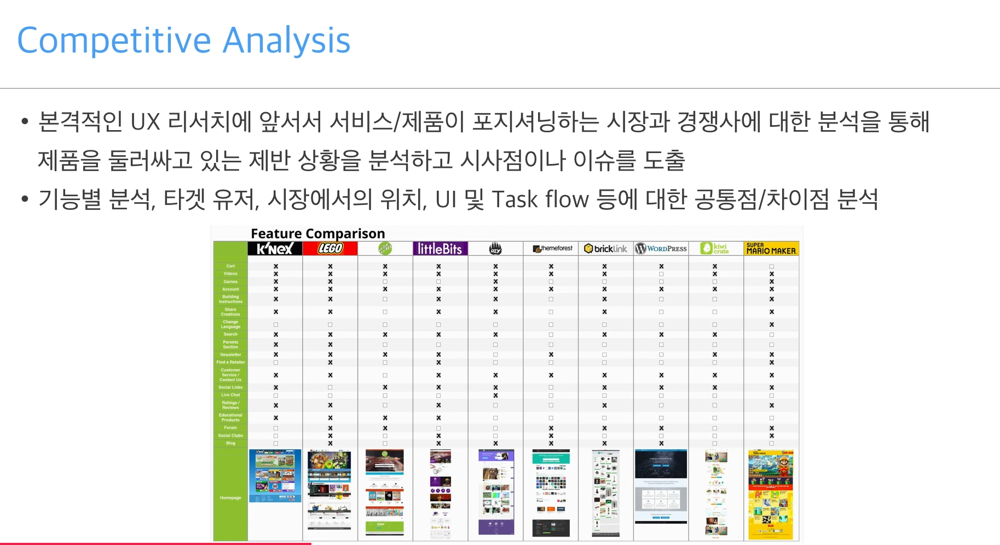 Competitive Analysis
• 본격적인 UX 리서치에 앞서서 서비스/제품이 포지셔닝하는 시장과 경쟁사에 대한 분석을 통해
제품을 둘러싸고 있는 제반 상황을 분석하고 시사점이나 이슈를 도출
• 기능별 분석, 타겟 유저, 시장에서의 위치, UI 및 Task flow 등에 대한 공통점/차이점 분석
Feature Comparison
K'NEX LEGO littleBits DIY themeforest bricklink WORDPRESS kiwi crate SUPER MARIO MAKER
Cart X X X X X X X X X □
Videos X X X X X X X □ X X
Games X X □ □ X □ □ □ □ X
Account X X X X X X X X X X
Building
Instructions X X □ X X □ X □ □ X
Share
Creations X X □ X X □ X □ □ X
Change
Language □ □ □ □ □ □ □ □ □ X
Search X X X X X □ X X X □
Parents
Section X X □ □ □ □ □ □ □ □
Newsletter X X X X □ X □ □ X X
Find a Retailer □ X □ X □ □ □ □ □ X
Customer
Service /
Contact Us X X □ X X X X X X X
Social Links X □ X X X □ X X X X
Live Chat □ □ □ □ X □ □ □ □ □
Ratings /
Reviews X X □ X □ □ X □ □ X
Educational
Products X X X X □ □ □ □ □ □
Forum □ X X □ □ X X X □ X
Social Clubs □ X □ X □ X □ □ □ X
Blog □ X □ X X X X X □ □
Homepage